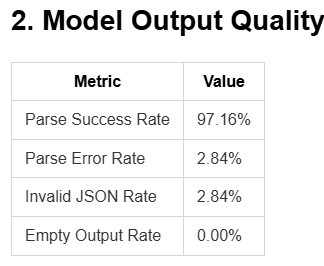 2. Model Output Quality
Metric Value
Parse Success Rate 97.16%
Parse Error Rate 2.84%
Invalid JSON Rate 2.84%
Empty Output Rate 0.00%